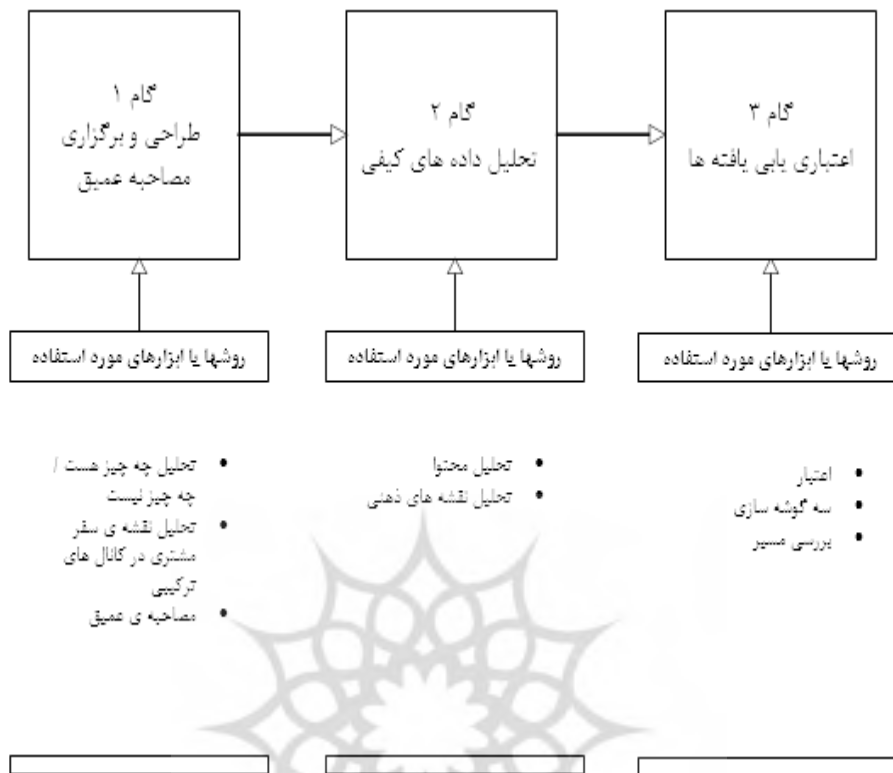 گام ۱
طراحی و برگزاری
مصاحبه عمیق
گام ۲
تحلیل داده های کیفی
گام ۳
اعتباری یابی یافته ها
روشها یا ابزارهای مورد استفاده
روشها یا ابزارهای مورد استفاده
روشها یا ابزارهای مورد استفاده
• تحلیل چه چیز هست /
چه چیز نیست
• تحلیل نقشه ی سفر
مشتری در کانال های
ترکیبی
• مصاحبه ی عمیق
• تحلیل محتوا
• تحلیل نقشه های ذهنی
• اعتبار
• سه گوشه سازی
• بررسی مسیر